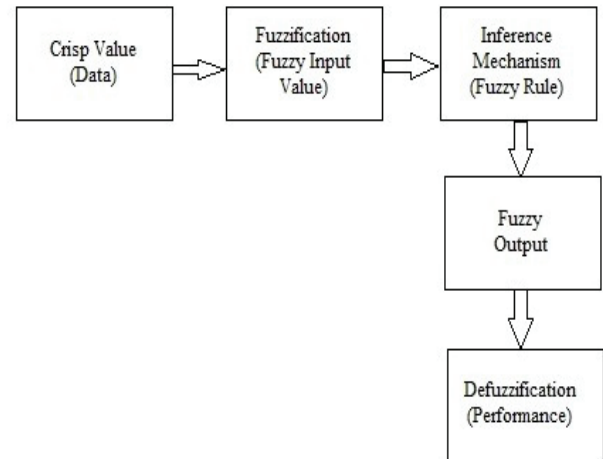 Crisp Value
(Data)
Fuzzification
(Fuzzy Input
Value)
Inference
Mechanism
(Fuzzy Rule)
Fuzzy
Output
Defuzzification
(Performance)